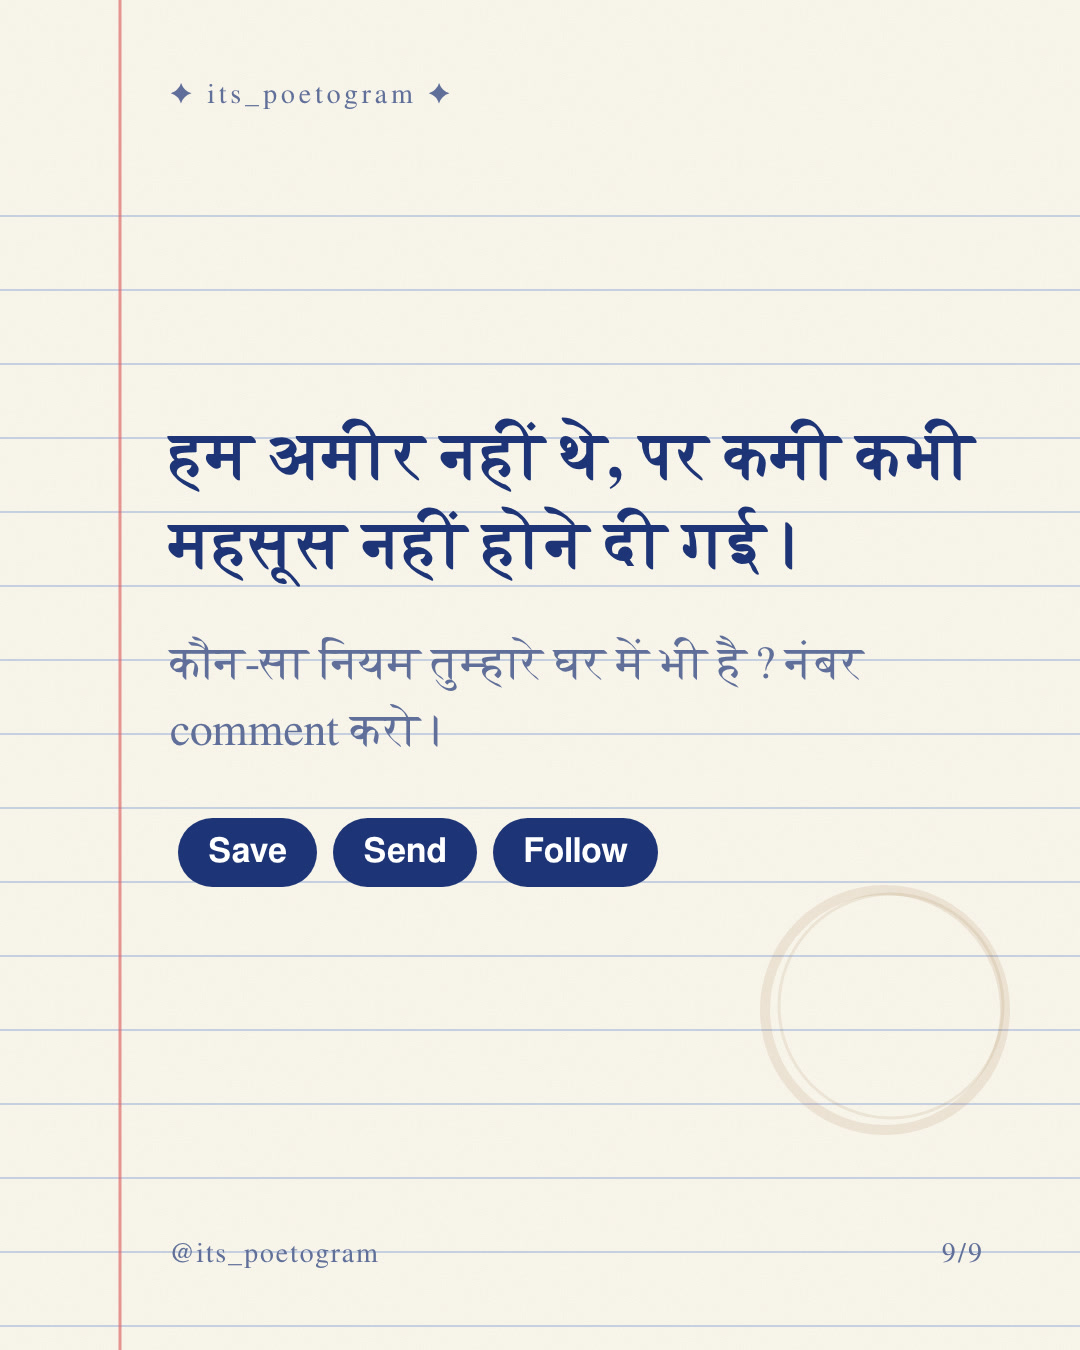 ✦ its_poetogram ✦
हम अमीर नहीं थे, पर कमी कभी
महसूस नहीं होने दी गई।
कौन-सा नियम तुम्हारे घर में भी है? नंबर
comment करो।
Save Send Follow
@its_poetogram 9/9